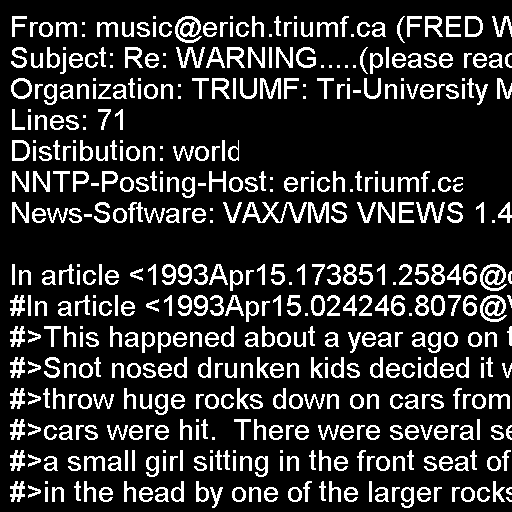 From: music@erich.triumf.ca (FRED W
Subject: Re: WARNING.....(please read
Organization: TRIUMF: Tri-University M
Lines: 71
Distribution: world
NNTP-Posting-Host: erich.triumf.ca
News-Software: VAX/VMS VNEWS 1.4

In article <1993Apr15.173851.25846@
#In article <1993Apr15.024246.8076@
#>This happened about a year ago on
#>Snot nosed drunken kids decided it
#>throw huge rocks down on cars from
#>cars were hit.  There were several
#>a small girl sitting in the front seat of
#>in the head by one of the larger rocks